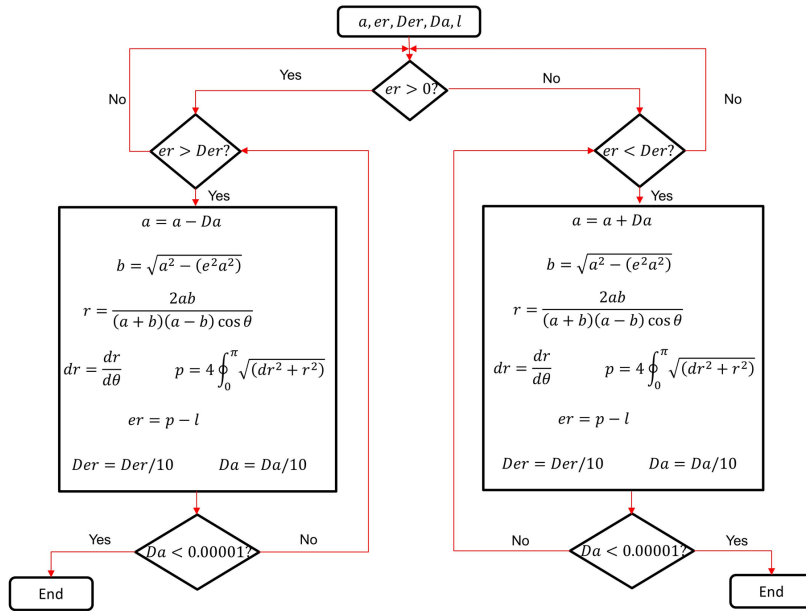 a, er, Der, Da, l
Yes
er > 0?
No
No
No
er > Der?
er < Der?
Yes
Yes
a = a − Da
b = √(a² − (e²a²))
r = 2ab / (a + b)(a − b) cos θ
dr = dr/dθ
p = 4∮₀^π √((dr² + r²))
er = p − l
Der = Der/10
Da = Da/10
a = a + Da
b = √(a² − (e²a²))
r = 2ab / (a + b)(a − b) cos θ
dr = dr/dθ
p = 4∮₀^π √((dr² + r²))
er = p − l
Der = Der/10
Da = Da/10
Yes
Da < 0.00001?
No
No
Da < 0.00001?
Yes
End
End